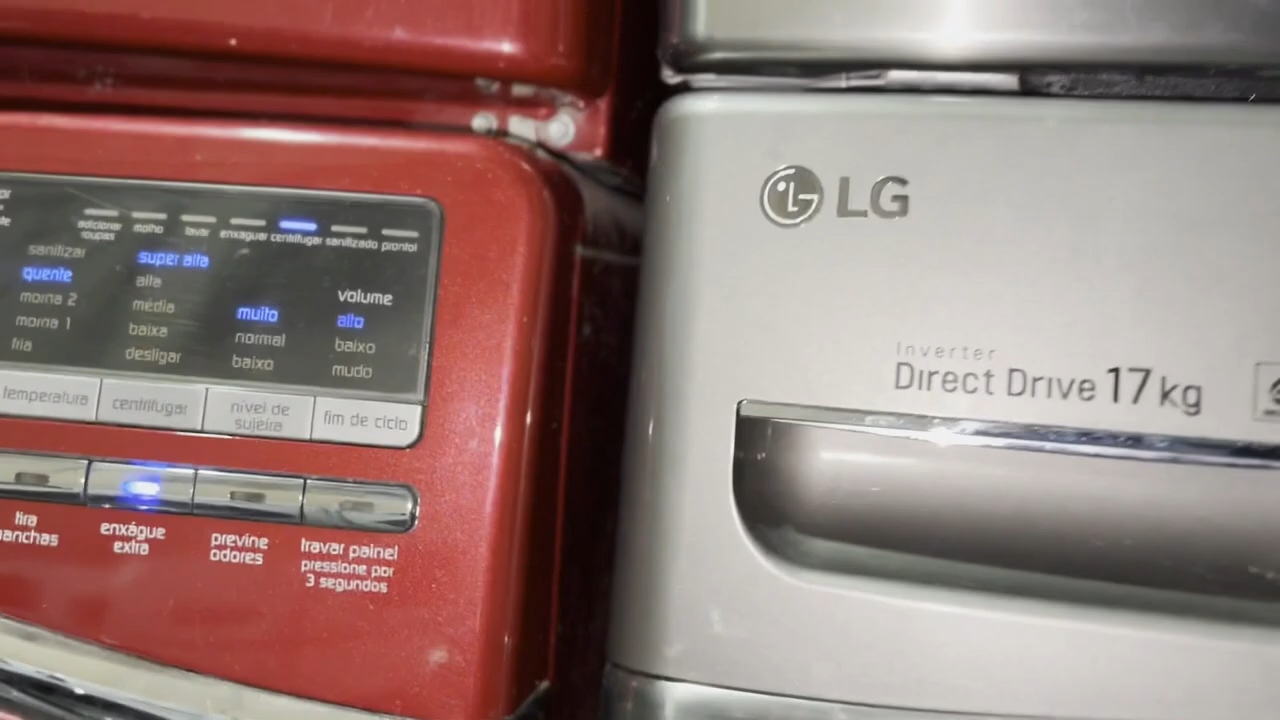 adicionar roupas
molho
lavar
enxaguar
centrifugar
sanitizado
pronto!
sanitizar
quente
morna 2
morna 1
fria
super alta
alta
média
baixa
desligar
muito
normal
baixo
volume
alto
baixo
mudo
temperatura
centrifugar
nível de
sujeira
fim de ciclo
tira
manchas
enxágue
extra
previne
odores
travar painel
pressione por
3 segundos
LG
Inverter
Direct Drive 17 kg